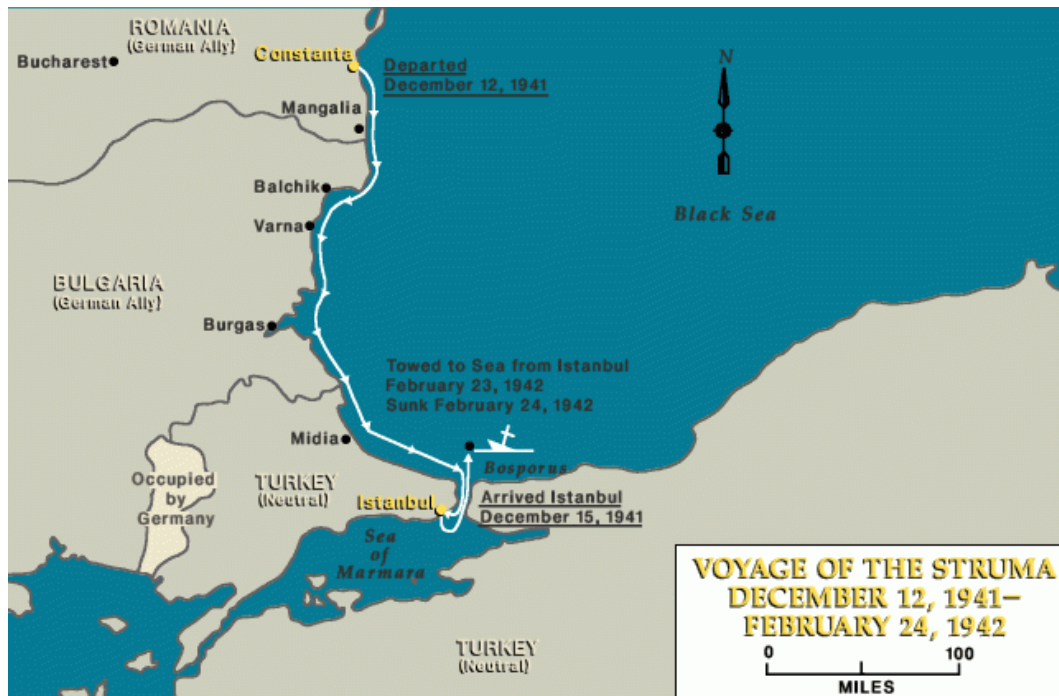 ROMANIA
(German Ally)
Bucharest
Constanta
Departed
December 12, 1941
N
Mangalia
Balchik
Black Sea
Varna
BULGARIA
(German Ally)
Burgas
Towed to Sea from Istanbul
February 23, 1942
Sunk February 24, 1942
Midia
Bosporus
Occupied
by
Germany
TURKEY
(Neutral)
Istanbul
Arrived Istanbul
December 15, 1941
Sea
of
Marmara
TURKEY
(Neutral)
VOYAGE OF THE STRUMA
DECEMBER 12, 1941–
FEBRUARY 24, 1942
0 100
MILES